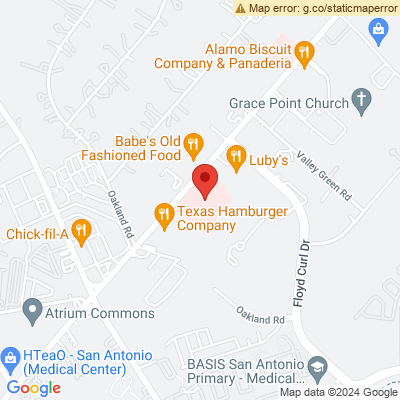 Map error: g.co/staticmaperror
Alamo Biscuit
Company & Panaderia
Grace Point Church
Babe's Old
Fashioned Food
Luby's
Valley Green Rd
Oakland Rd
Texas Hamburger
Company
Chick-fil-A
Floyd Curl Dr
Atrium Commons
Oakland Rd
HTeaO - San Antonio
(Medical Center)
BASIS San Antonio
Primary - Medical...
Google
Map data ©2024 Google